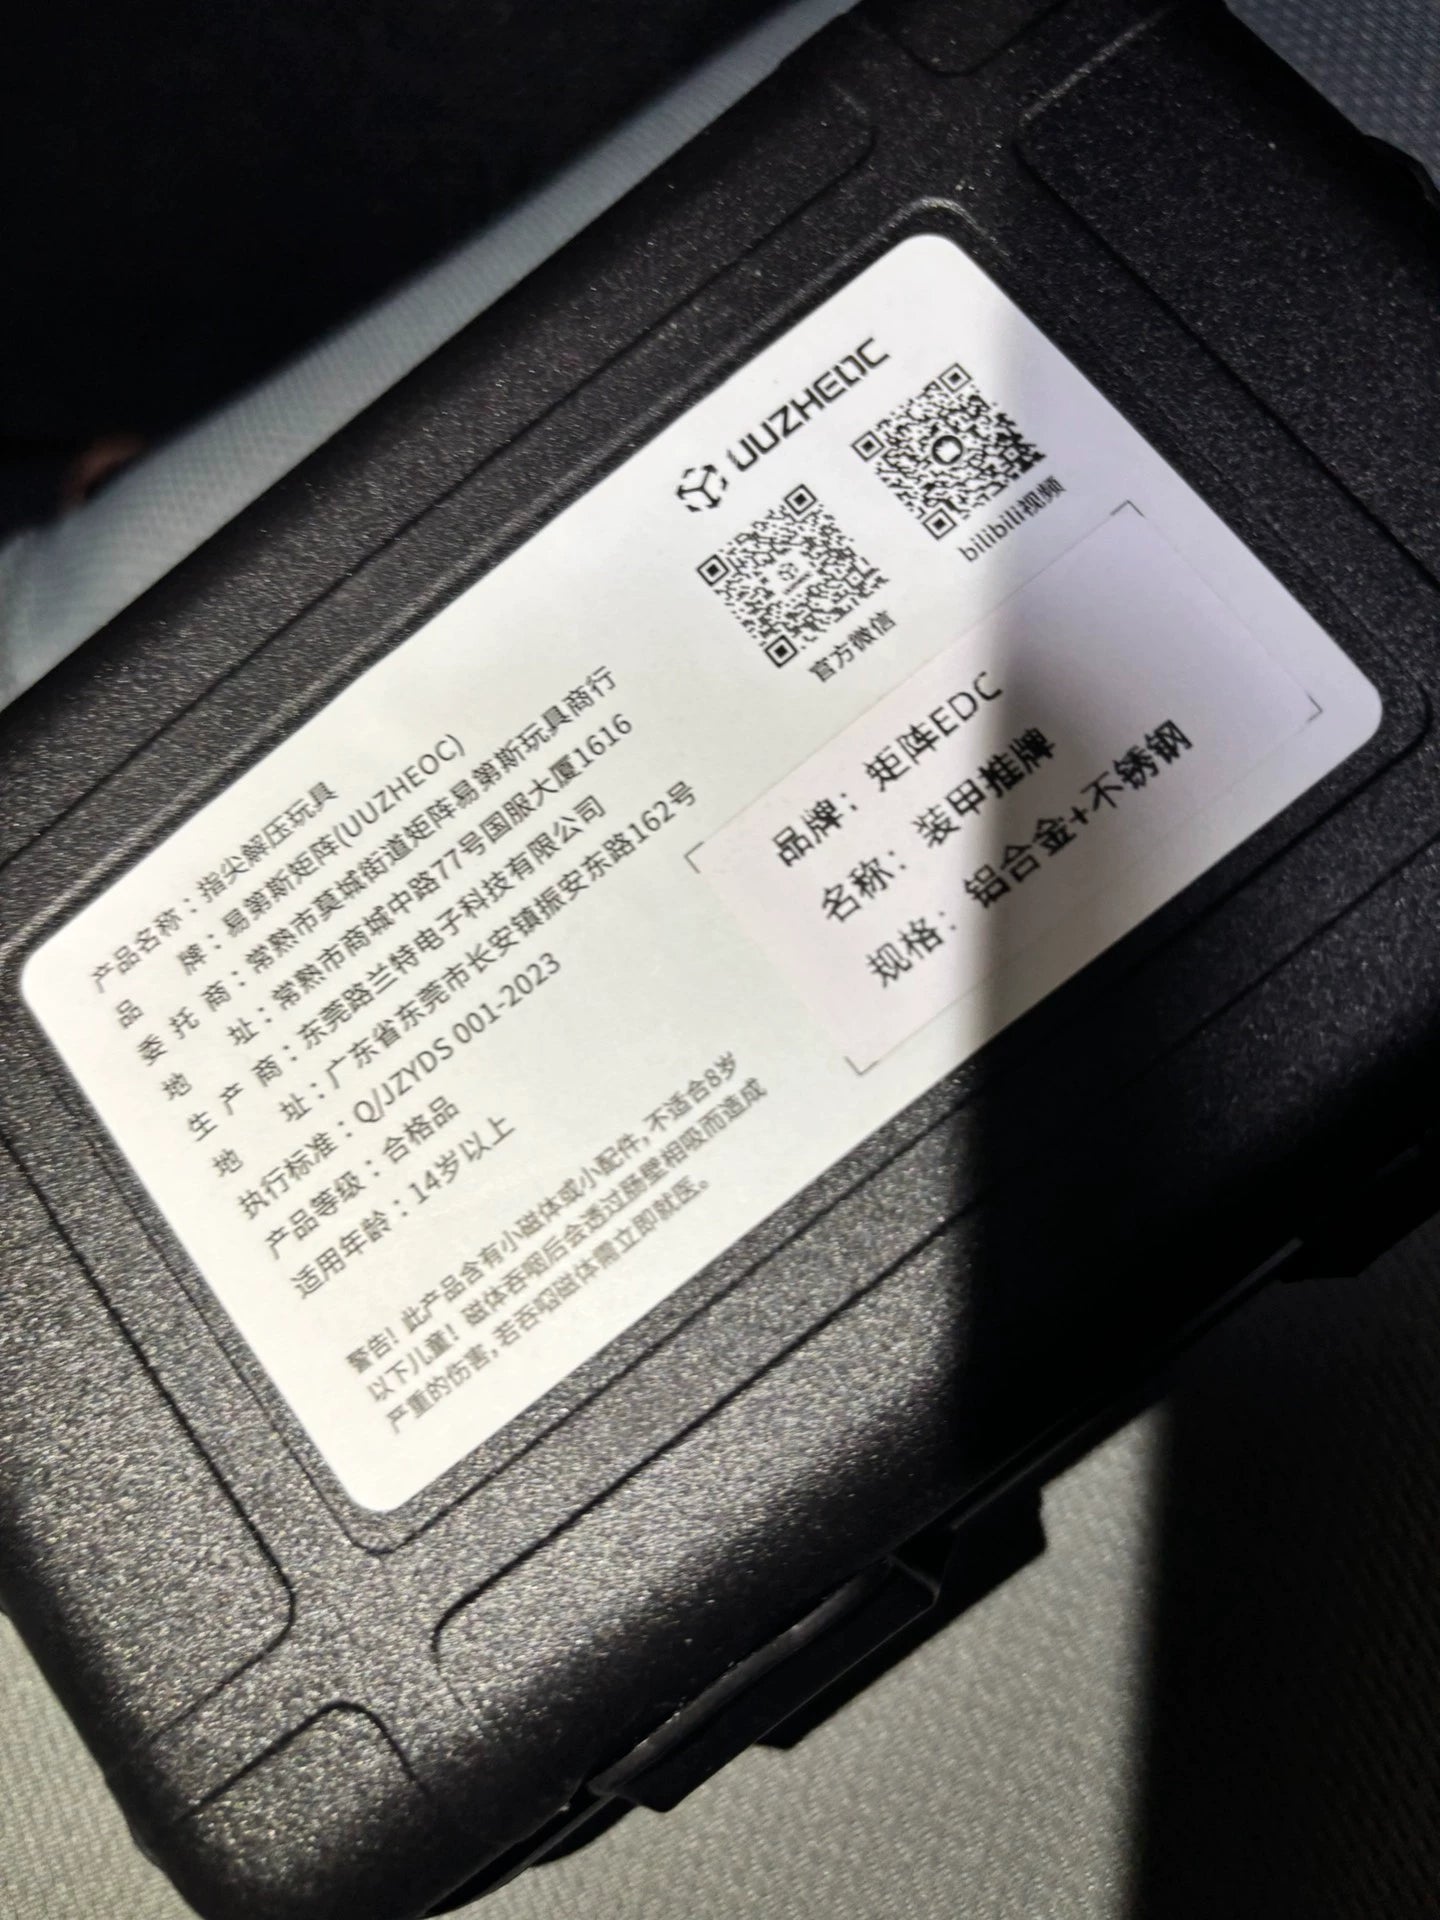 UUZHEDC
官方微信
bilibili视频
产品名称：指尖解压玩具
品牌：易第斯矩阵(UUZHEOC)
委托商：常熟市莫城街道矩阵易第斯玩具商行
地址：常熟市商城中路77号国服大厦1616
生产商：东莞路兰特电子科技有限公司
地址：广东省东莞市长安镇振安东路162号
执行标准：Q/JZYDS 001-2023
产品等级：合格品
适用年龄：14岁以上
警告！此产品含有小磁体或小配件，不适合8岁
以下儿童！磁体吞咽后会透过肠壁相吸而造成
严重的伤害，若吞咽磁体需立即就医。
品牌：矩阵EDC
名称：装甲推牌
规格：铝合金+不锈钢